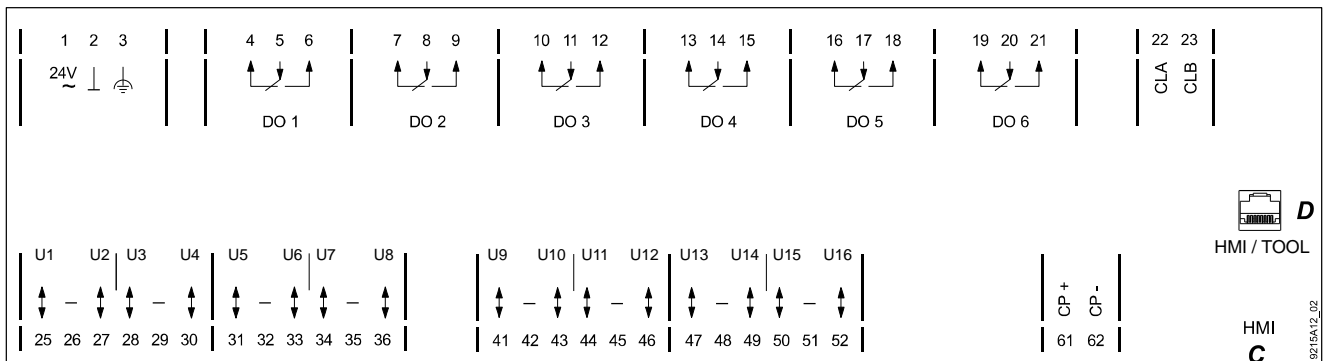 1 2 3 4 5 6 7 8 9 10 11 12 13 14 15 16 17 18 19 20 21 22 23
24V ~ CLA CLB
DO 1 DO 2 DO 3 DO 4 DO 5 DO 6
D
HMI / TOOL
U1 U2 U3 U4 U5 U6 U7 U8 U9 U10 U11 U12 U13 U14 U15 U16
CP + CP -
25 26 27 28 29 30 31 32 33 34 35 36 41 42 43 44 45 46 47 48 49 50 51 52 61 62
HMI
C
9215A12_02